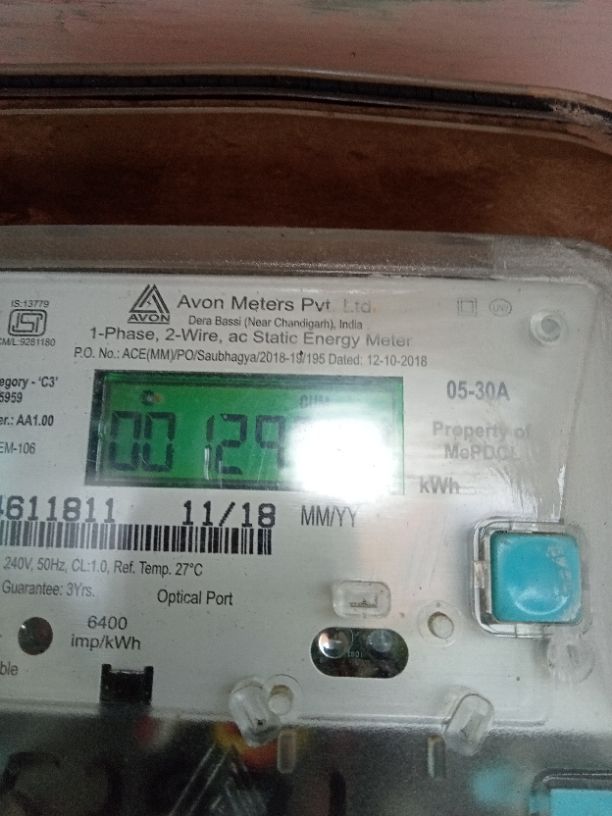 IS:13779
ISI
CM/L:9281180
AVON
Avon Meters Pvt. Ltd.
Dera Bassi (Near Chandigarh), India
1-Phase, 2-Wire, ac Static Energy Meter
P.O. No.: ACE(MM)/PO/Saubhagya/2018-19/195 Dated: 12-10-2018
egory - 'C3'
5959
er.: AA1.00
EM-106
00129
05-30A
Property of
MePDCL
kWh
4611811 11/18 MM/YY
240V, 50Hz, CL:1.0, Ref. Temp. 27°C
Guarantee: 3Yrs.
Optical Port
6400
imp/kWh
ble